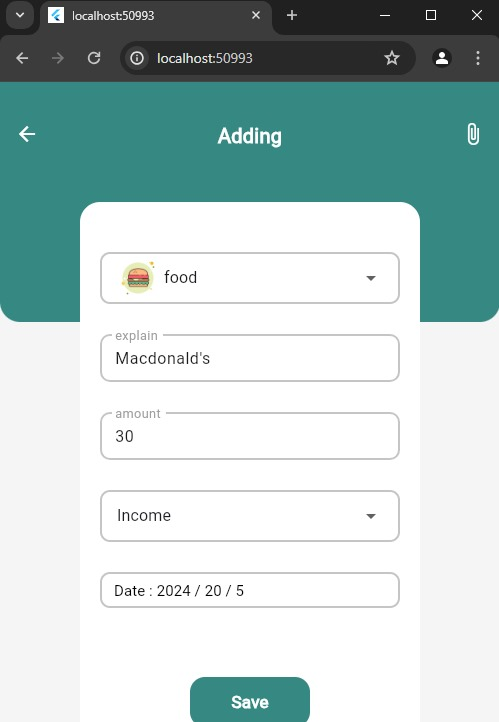 localhost:50993
localhost:50993
Adding
food
explain
Macdonald's
amount
30
Income
Date : 2024 / 20 / 5
Save